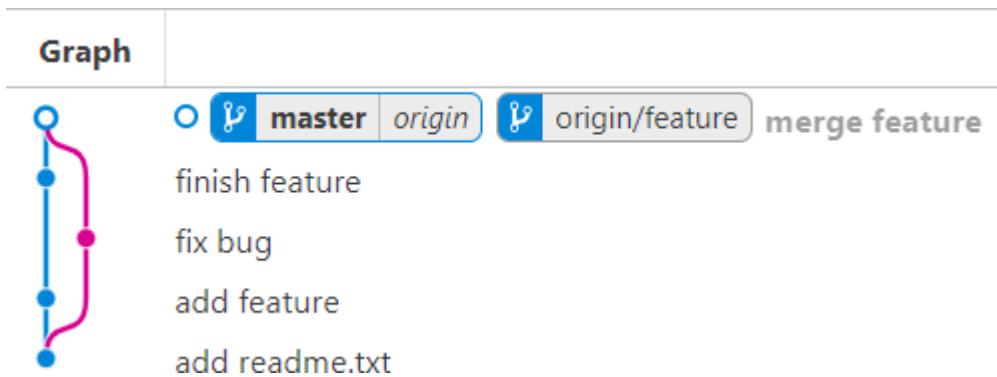 Graph
master origin origin/feature merge feature
finish feature
fix bug
add feature
add readme.txt